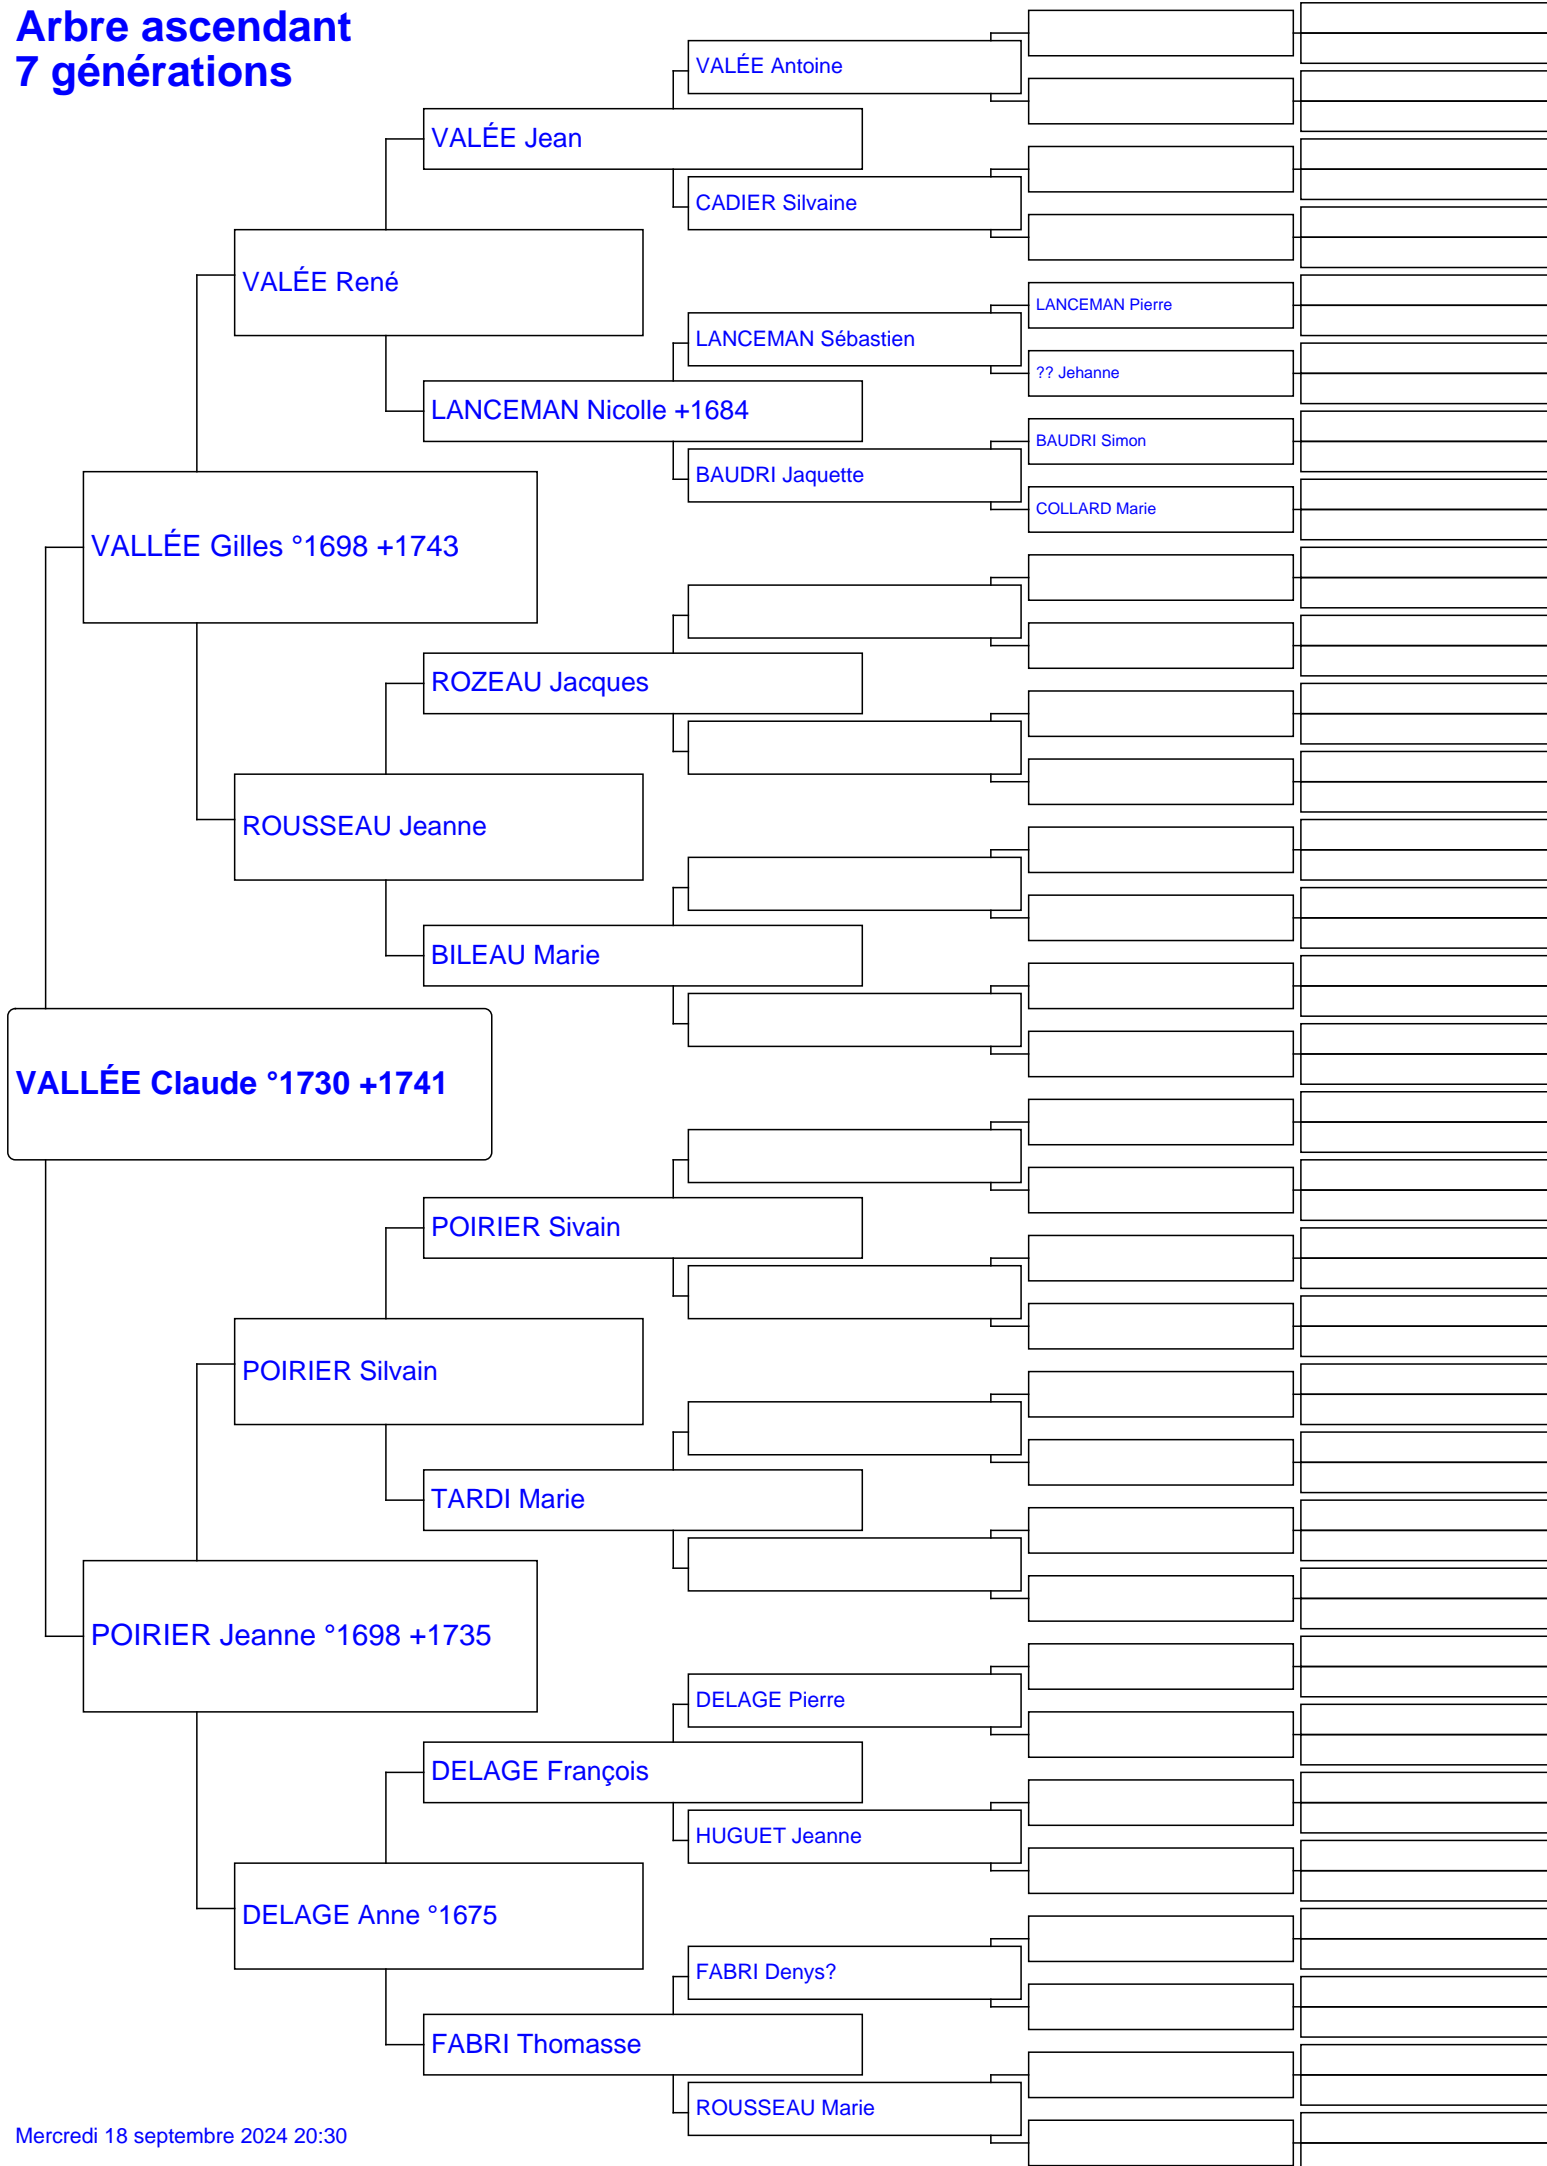 Arbre ascendant
7 générations
VALÉE Antoine
VALÉE Jean
CADIER Silvaine
VALÉE René
LANCEMAN Pierre
LANCEMAN Sébastien
?? Jehanne
LANCEMAN Nicolle +1684
BAUDRI Simon
BAUDRI Jaquette
COLLARD Marie
VALLÉE Gilles °1698 +1743
ROZEAU Jacques
ROUSSEAU Jeanne
BILEAU Marie
VALLÉE Claude °1730 +1741
POIRIER Sivain
POIRIER Silvain
TARDI Marie
POIRIER Jeanne °1698 +1735
DELAGE Pierre
DELAGE François
HUGUET Jeanne
DELAGE Anne °1675
FABRI Denys?
FABRI Thomasse
ROUSSEAU Marie
Mercredi 18 septembre 2024 20:30